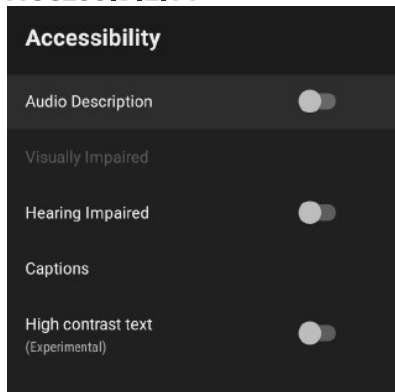 Accessibility
Audio Description
Visually Impaired
Hearing Impaired
Captions
High contrast text
(Experimental)